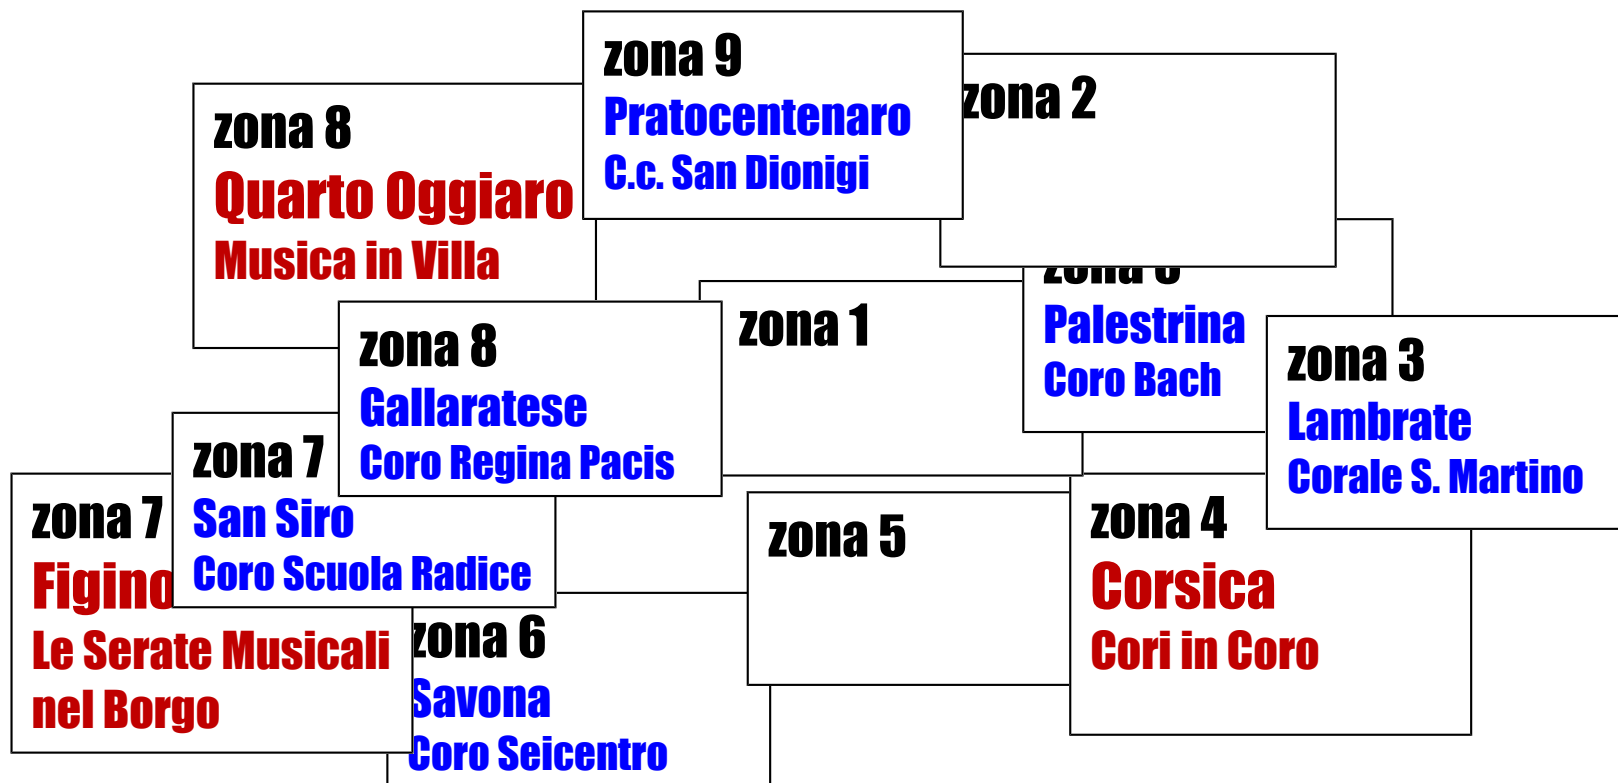 zona 9
Pratocentenaro
C.c. San Dionigi
zona 2
zona 8
Quarto Oggiaro
Musica in Villa
zona
Palestrina
Coro Bach
zona 1
zona 8
Gallaratese
Coro Regina Pacis
zona 3
Lambrate
Corale S. Martino
zona 7
San Siro
Coro Scuola Radice
zona 7
Figino
Le Serate Musicali
nel Borgo
zona 5
zona 4
Corsica
Cori in Coro
zona 6
Savona
Coro Seicentro